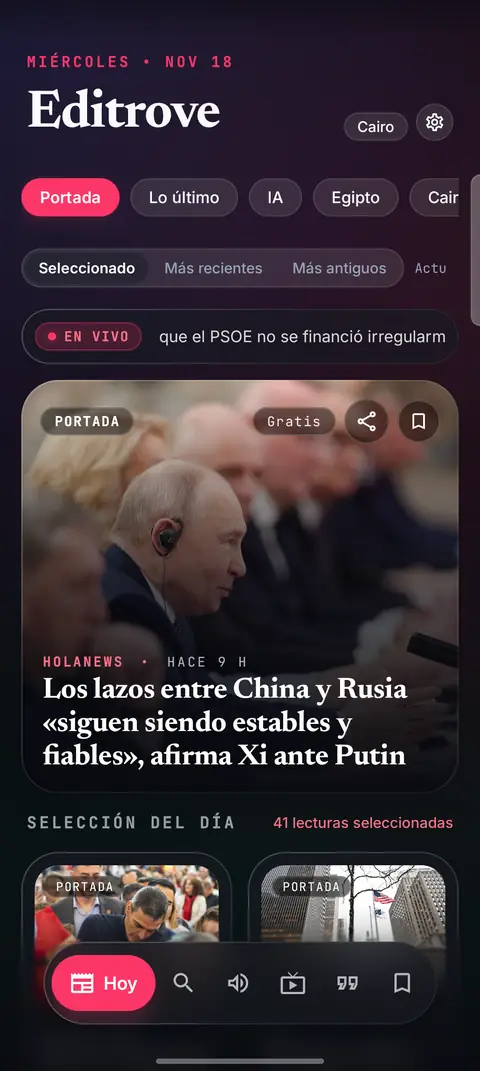 MIÉRCOLES • NOV 18
Editrove
Cairo
Portada
Lo último
IA
Egipto
Cair
Seleccionado
Más recientes
Más antiguos
Actu
EN VIVO
que el PSOE no se financió irregularm
PORTADA
Gratis
HOLANEWS • HACE 9 H
Los lazos entre China y Rusia
«siguen siendo estables y
fiables», afirma Xi ante Putin
SELECCIÓN DEL DÍA
41 lecturas seleccionadas
PORTADA
PORTADA
Hoy